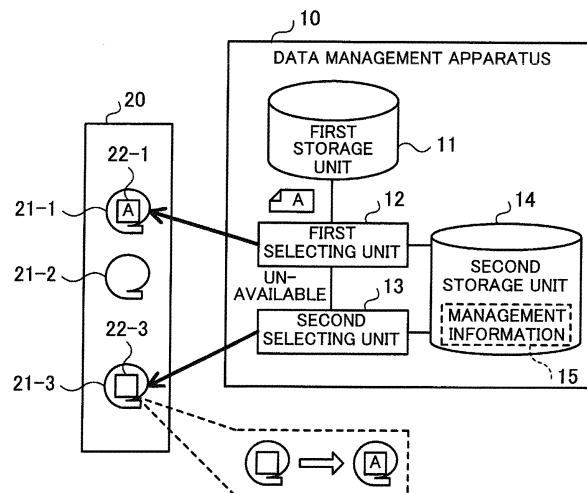 10
DATA MANAGEMENT APPARATUS
20
FIRST
STORAGE
UNIT
11
22-1
A
21-1
A
12
14
FIRST
SELECTING UNIT
21-2
UN-
AVAILABLE
13
SECOND
STORAGE UNIT
22-3
SECOND
SELECTING UNIT
MANAGEMENT
INFORMATION
21-3
15
A